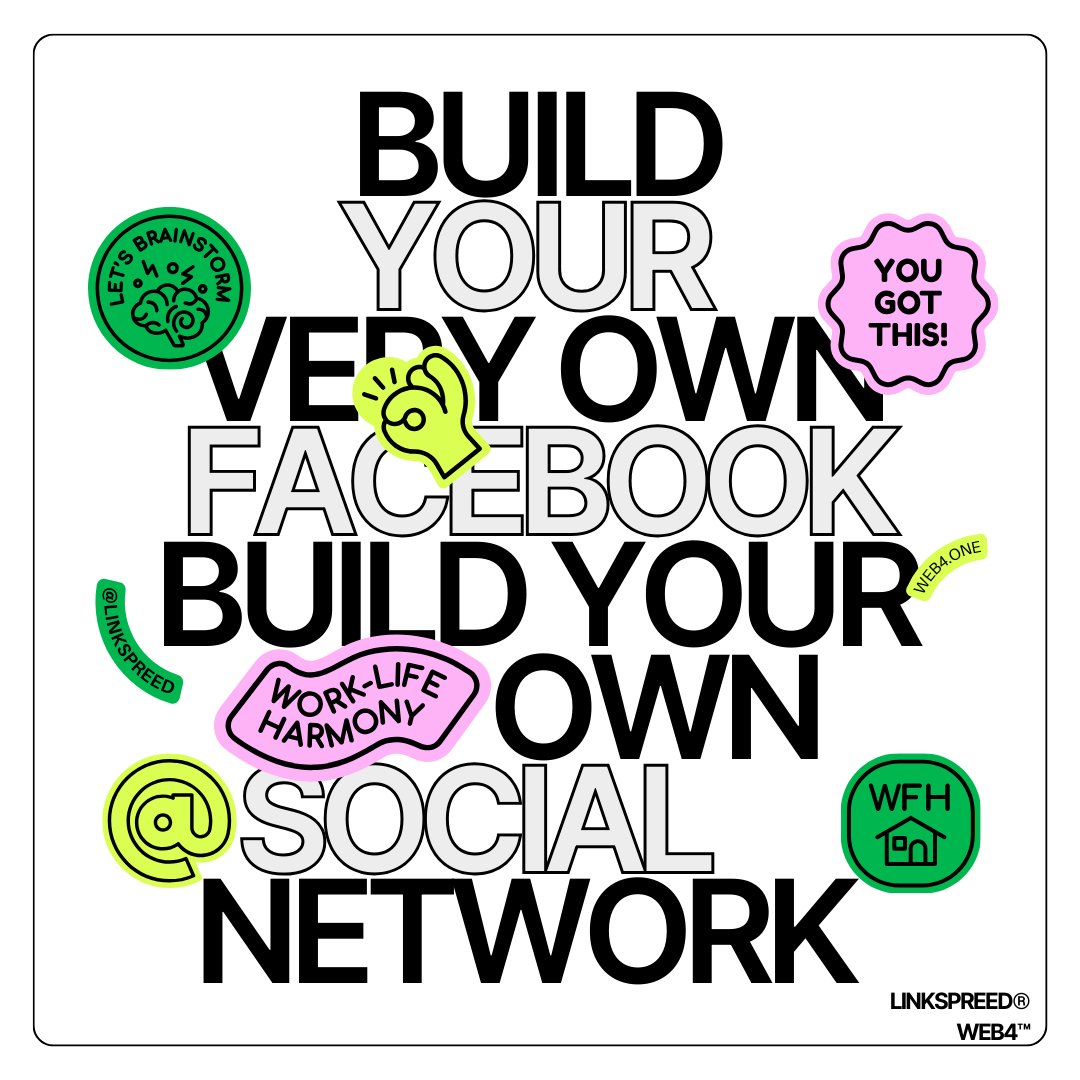 BUILD
YOUR
LET'S BRAINSTORM
YOU
GOT
THIS!
VERY OWN
FACEBOOK
BUILD YOUR
WEB4.ONE
@LINKSPREED
WORK-LIFE
HARMONY
OWN
@
SOCIAL
WFH
NETWORK
LINKSPREED®
WEB4™